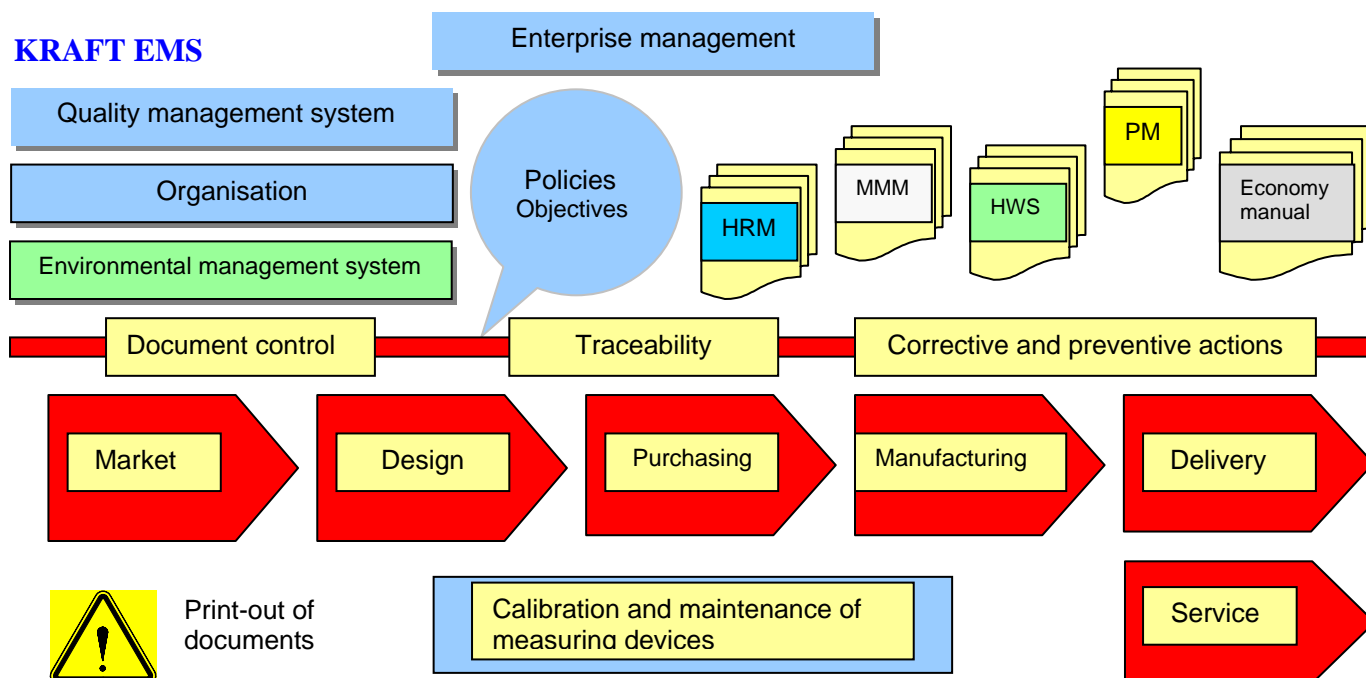 KRAFT EMS
Enterprise management
Quality management system
Organisation
Environmental management system
Policies
Objectives
HRM
MMM
HWS
PM
Economy
manual
Document control
Traceability
Corrective and preventive actions
Market
Design
Purchasing
Manufacturing
Delivery
Print-out of
documents
!
Calibration and maintenance of
measuring devices
Service